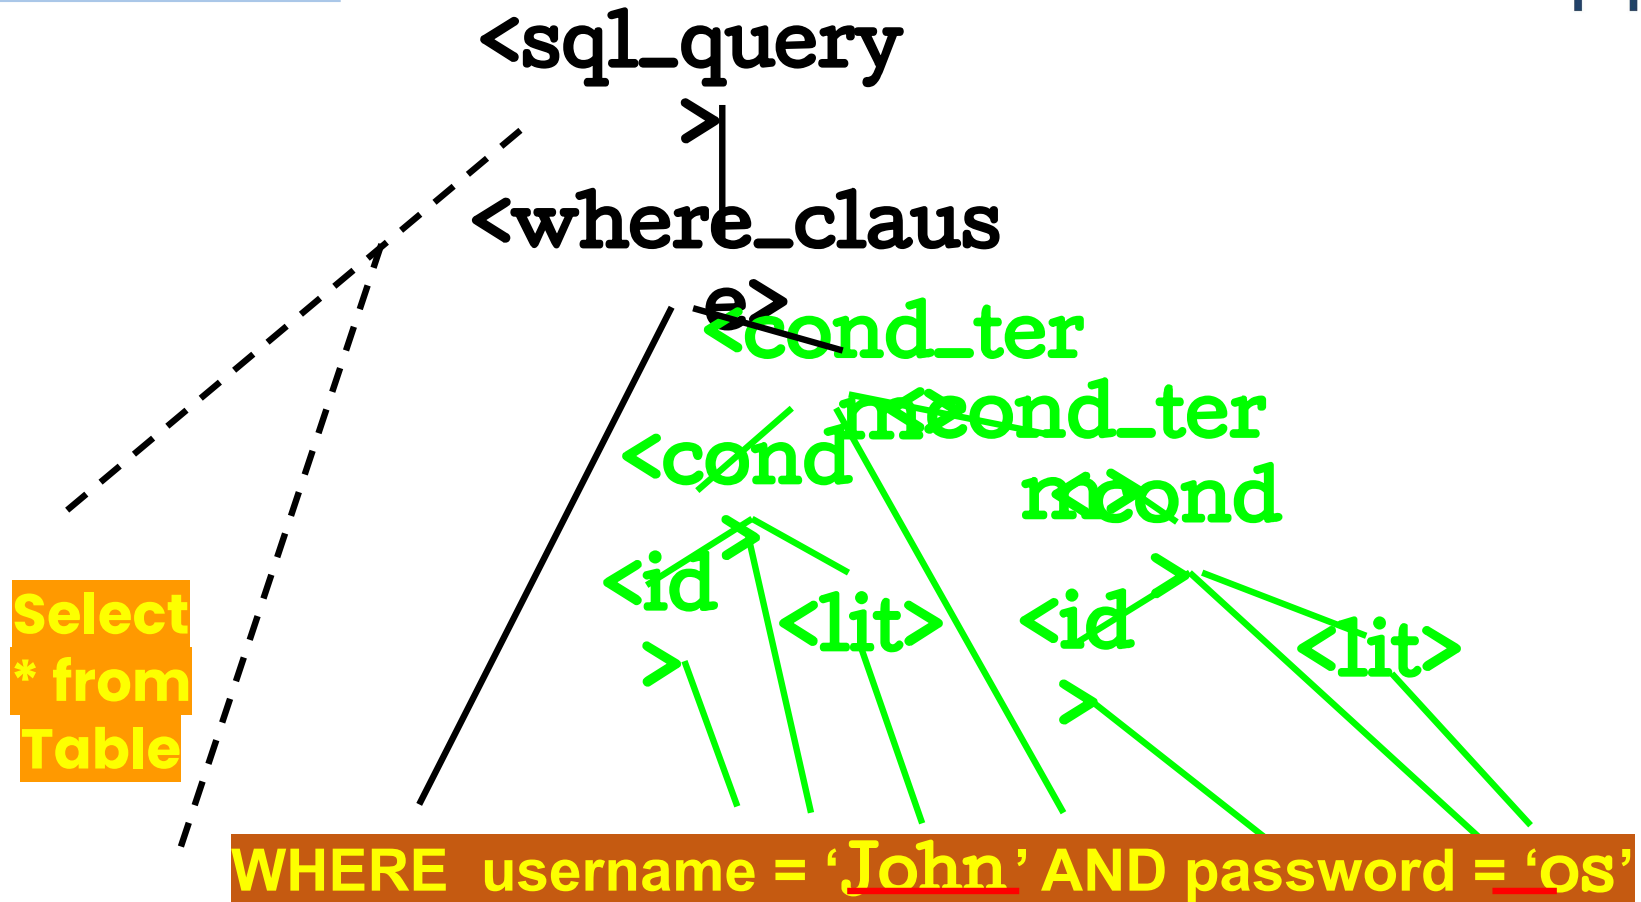 <sql_query
>
<where_claus
e>
<cond_ter
m>
<cond_ter
m>
<cond
>
<cond
>
<id
>
<lit>
<id
>
<lit>
Select
* from
Table
WHERE username = ‘John’ AND password = ‘os’